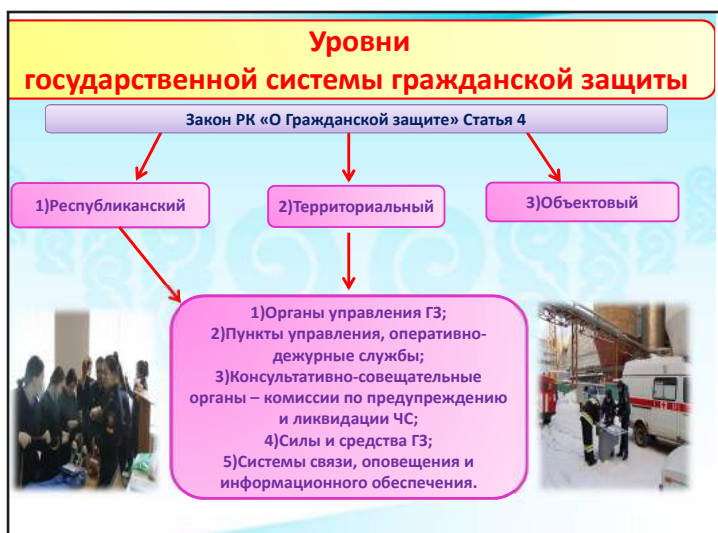 Уровни
государственной системы гражданской защиты
Закон РК «О Гражданской защите» Статья 4
1)Республиканский
2)Территориальный
3)Объектовый
1)Органы управления ГЗ;
2)Пункты управления, оперативно-
дежурные службы;
3)Консультативно-совещательные
органы – комиссии по предупреждению
и ликвидации ЧС;
4)Силы и средства ГЗ;
5)Системы связи, оповещения и
информационного обеспечения.